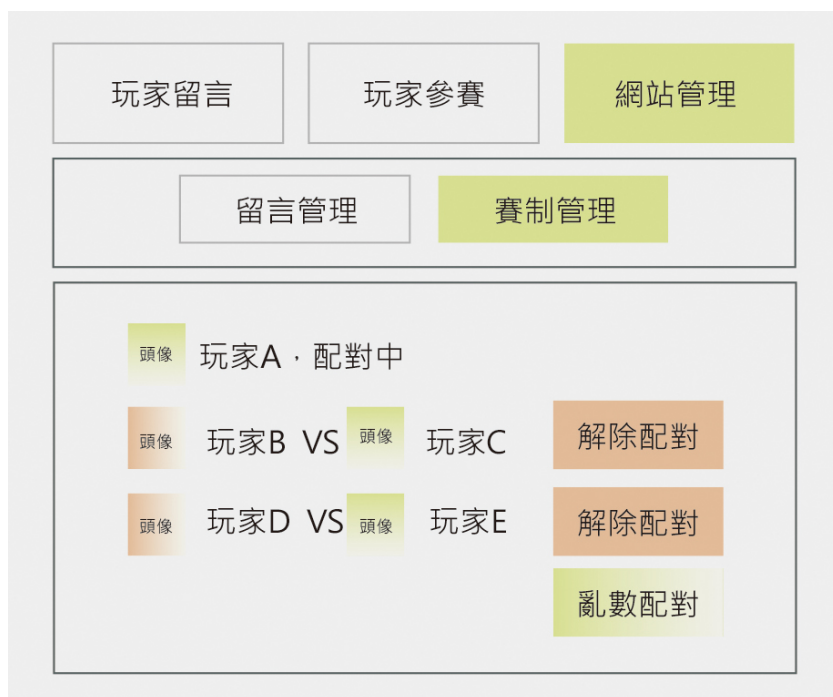 玩家留言 玩家參賽 網站管理
留言管理 賽制管理
頭像 玩家A，配對中
頭像 玩家B VS 頭像 玩家C 解除配對
頭像 玩家D VS 頭像 玩家E 解除配對
亂數配對